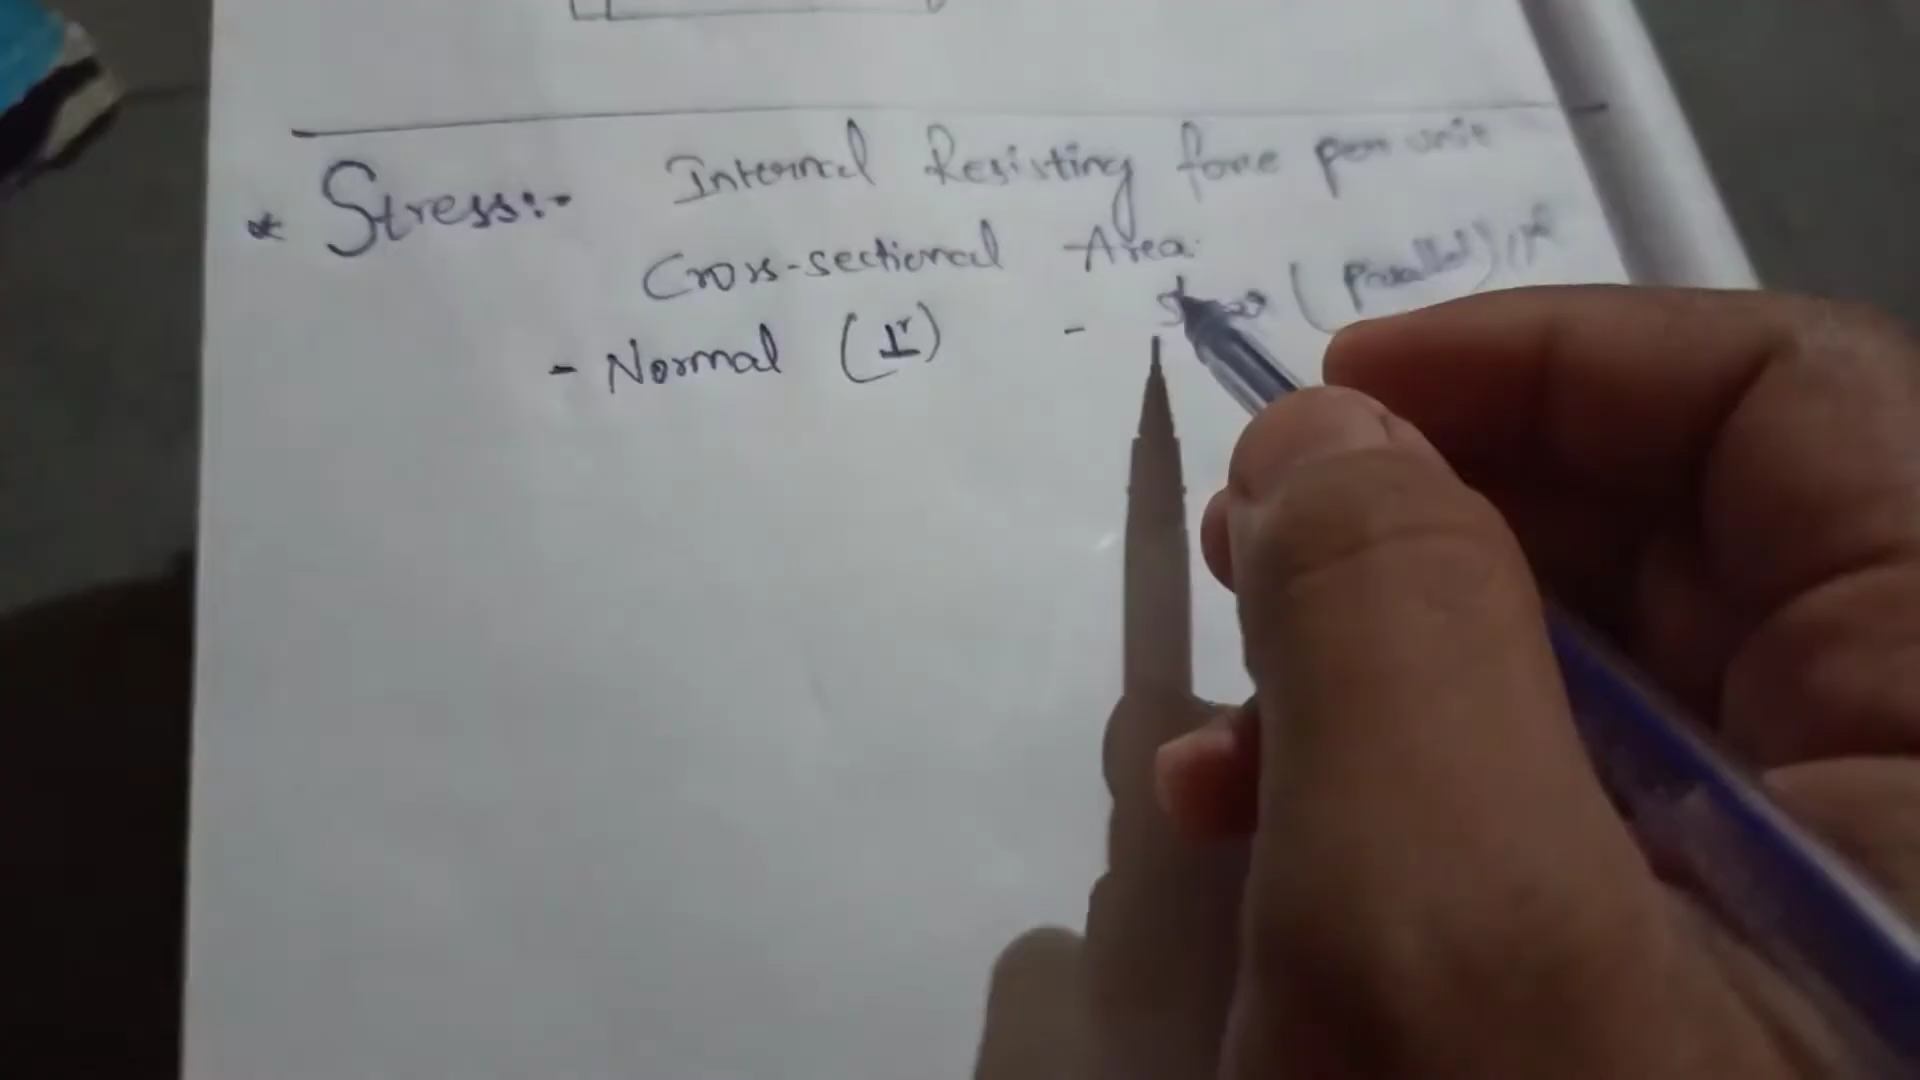 * Stress:- Internal Resisting force per unit
Cross-sectional Area.
- Normal (⊥r) - Shear (Parallel)